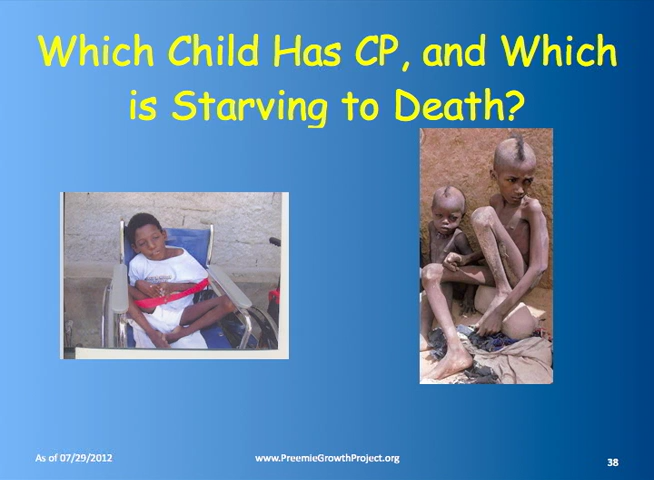 Which Child Has CP, and Which
is Starving to Death?
As of 07/29/2012
www.PreemieGrowthProject.org
38